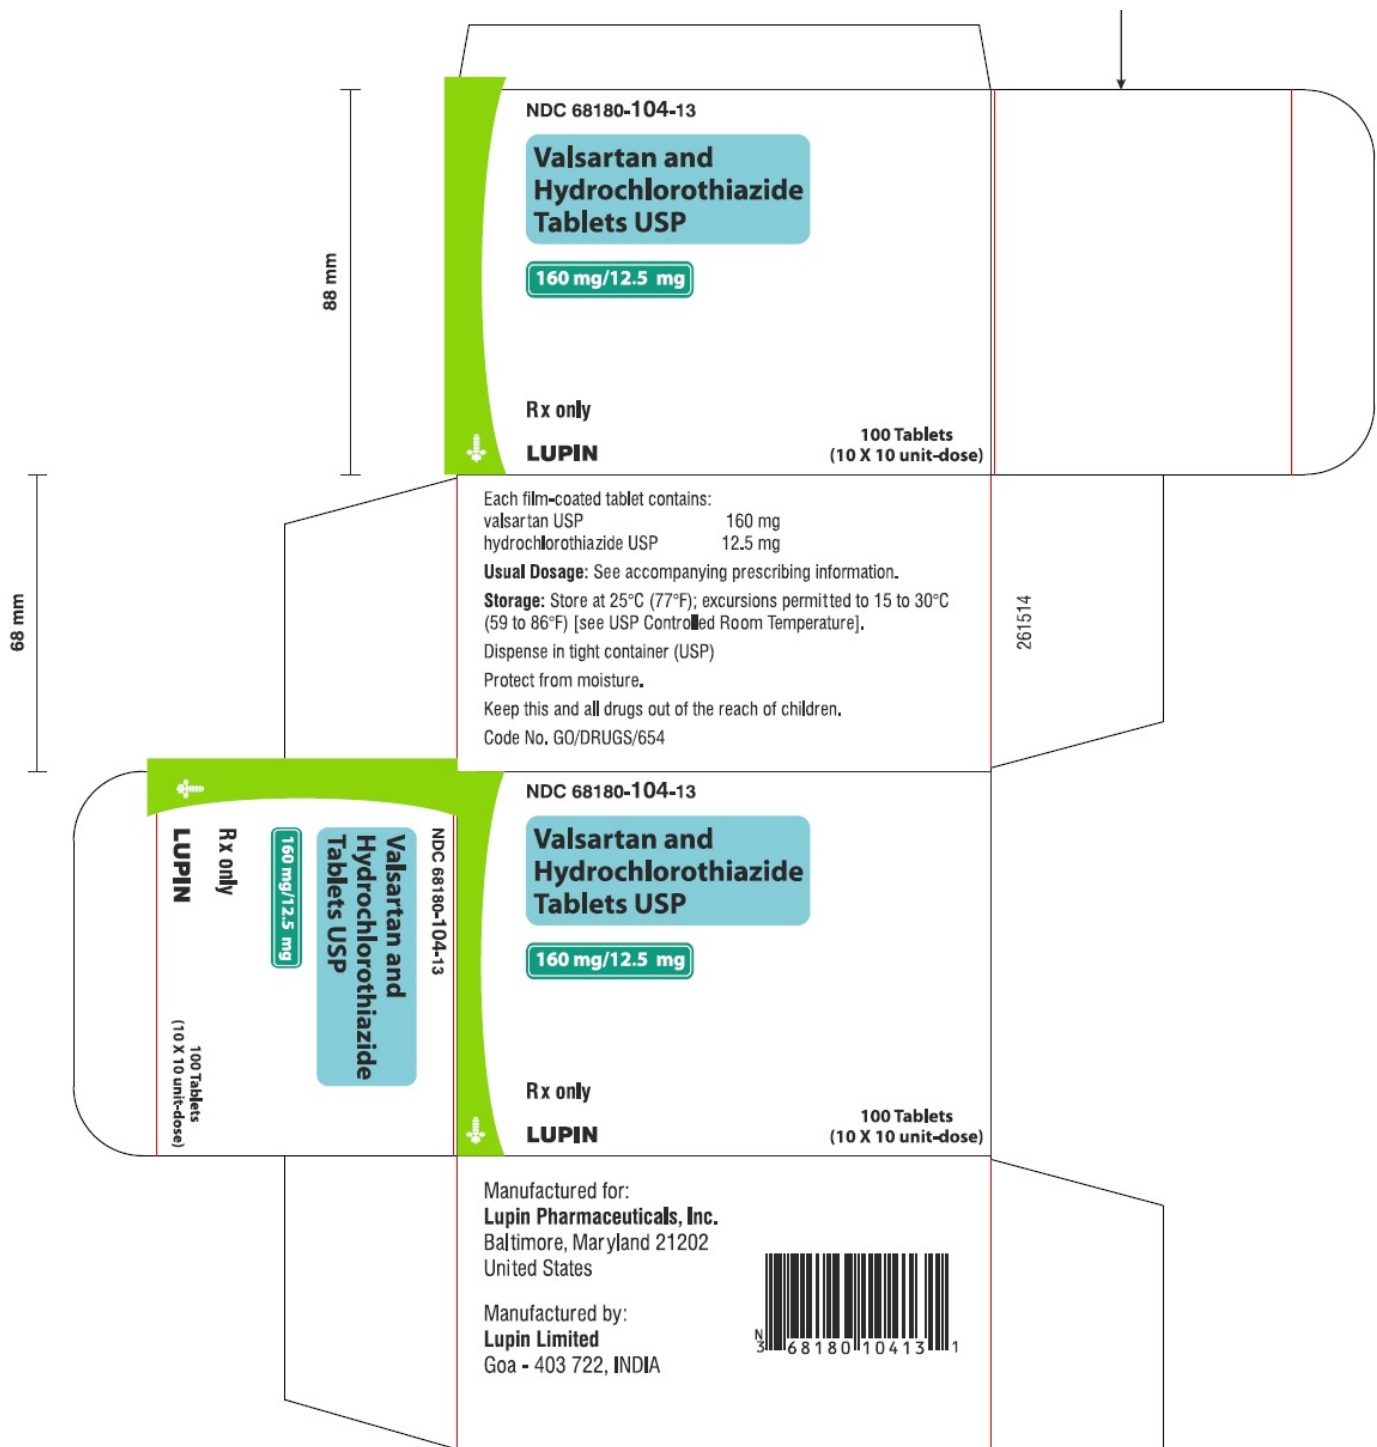 NDC 68180-104-13
Valsartan and
Hydrochlorothiazide
Tablets USP
160 mg/12.5 mg
Rx only
LUPIN
100 Tablets
(10 X 10 unit-dose)
88 mm
Each film-coated tablet contains:
valsartan USP 160 mg
hydrochlorothiazide USP 12.5 mg
Usual Dosage: See accompanying prescribing information.
Storage: Store at 25°C (77°F); excursions permitted to 15 to 30°C
(59 to 86°F) [see USP Controlled Room Temperature].
Dispense in tight container (USP)
Protect from moisture.
Keep this and all drugs out of the reach of children.
Code No. GO/DRUGS/654
68 mm
261514
NDC 68180-104-13
Valsartan and
Hydrochlorothiazide
Tablets USP
160 mg/12.5 mg
Rx only
LUPIN
100 Tablets
(10 X 10 unit-dose)
NDC 68180-104-13
Valsartan and
Hydrochlorothiazide
Tablets USP
160 mg/12.5 mg
Rx only
LUPIN
100 Tablets
(10 X 10 unit-dose)
Manufactured for:
Lupin Pharmaceuticals, Inc.
Baltimore, Maryland 21202
United States
Manufactured by:
Lupin Limited
Goa - 403 722, INDIA
N
3 68180 10413 1